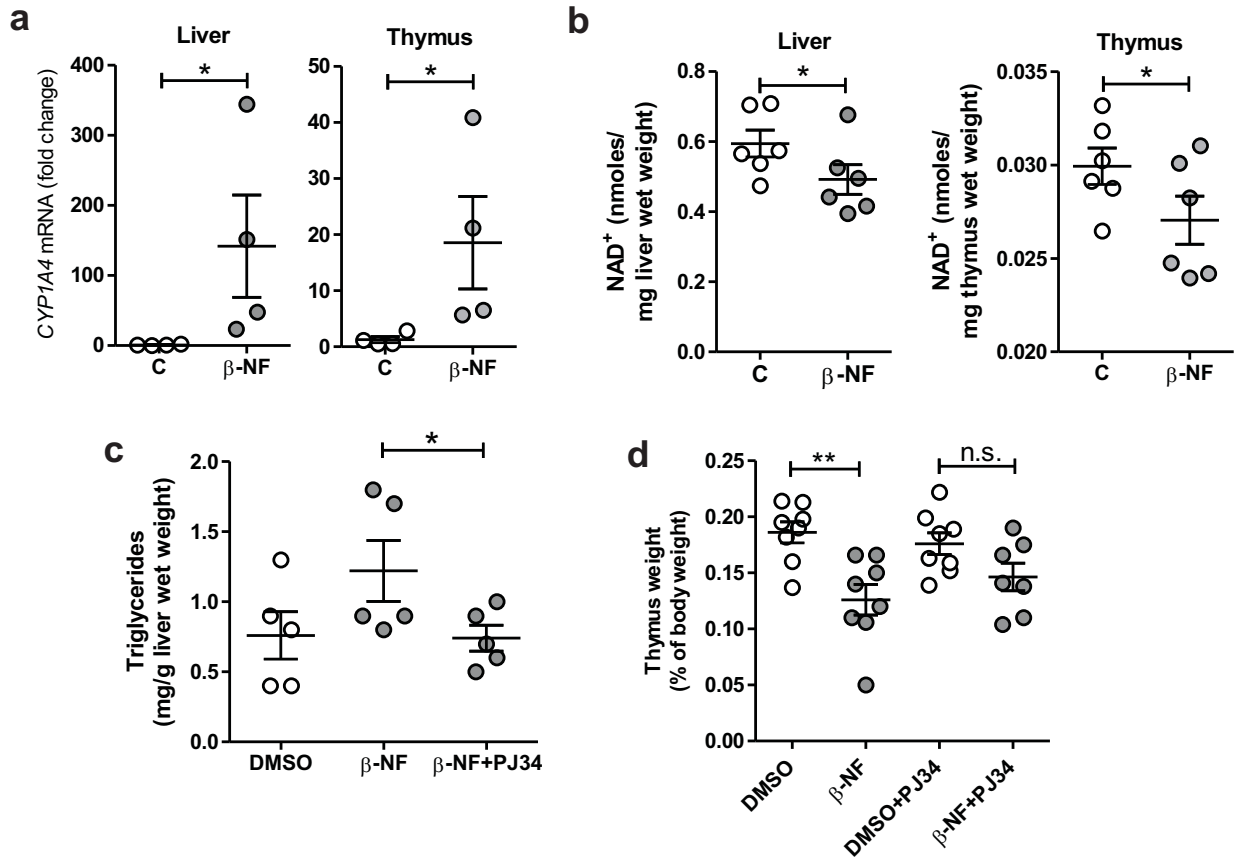 a
Liver
Thymus
CYP1A4 mRNA (fold change)
400
300
200
100
0
*
C
β-NF
50
40
30
20
10
0
*
C
β-NF
b
Liver
Thymus
NAD+ (nmoles/
mg liver wet weight)
0.8
0.6
0.4
0.2
0.0
*
C
β-NF
NAD+ (nmoles/
mg thymus wet weight)
0.035
0.030
0.025
0.020
*
C
β-NF
c
Triglycerides
(mg/g liver wet weight)
2.0
1.5
1.0
0.5
0.0
*
DMSO
β-NF
β-NF+PJ34
d
Thymus weight
(% of body weight)
0.25
0.20
0.15
0.10
0.05
0.00
**
n.s.
DMSO
β-NF
DMSO+PJ34
β-NF+PJ34